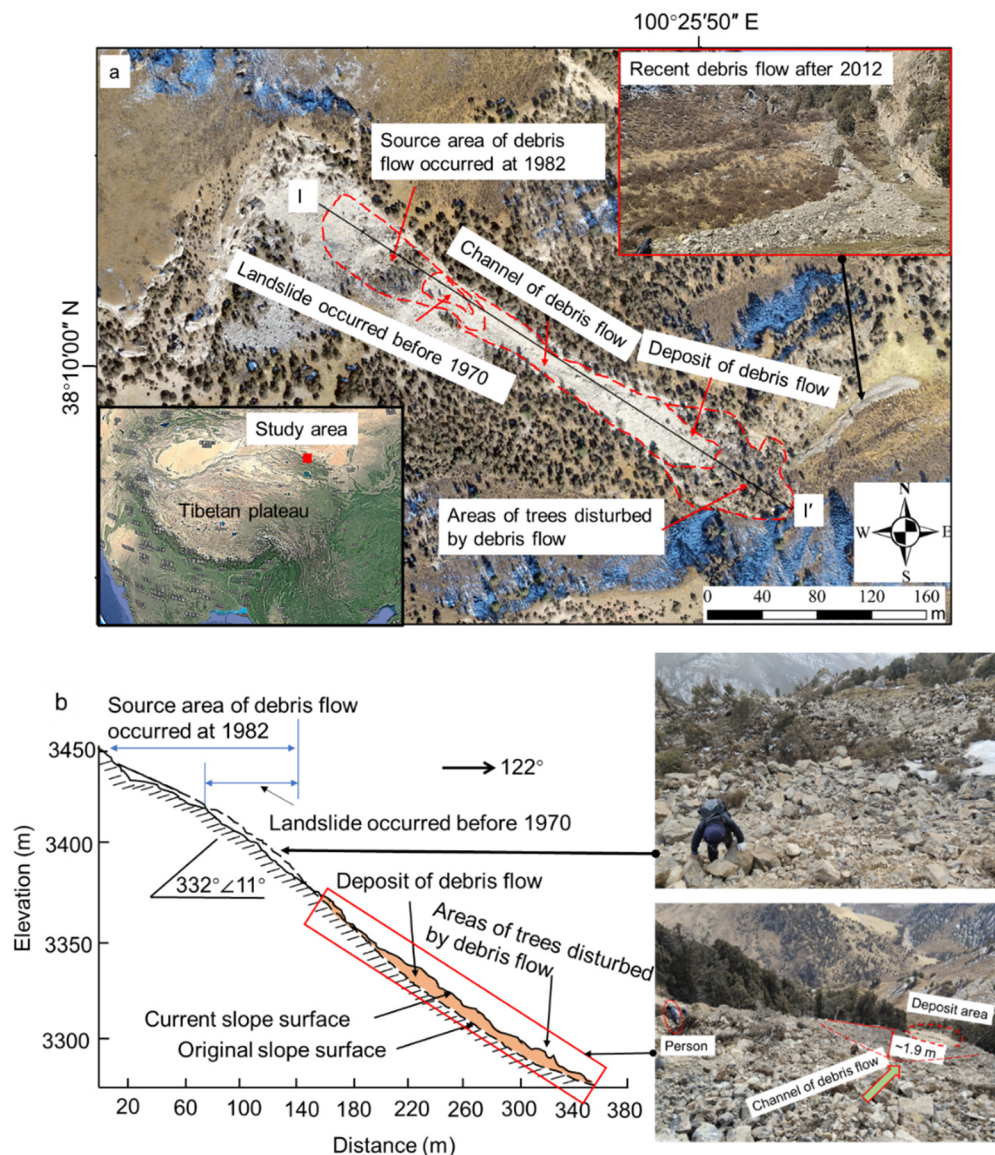 100°25′50″ E
a
Recent debris flow after 2012
Source area of debris
flow occurred at 1982
I
Channel of debris flow
Landslide occurred before 1970
Deposit of debris flow
38°10′00″ N
Study area
Tibetan plateau
Areas of trees disturbed
by debris flow
I′
N
W
E
S
0 40 80 120 160
m
b
Source area of debris flow
occurred at 1982
122°
Landslide occurred before 1970
332°∠11°
Deposit of debris flow
Areas of trees disturbed
by debris flow
Current slope surface
Original slope surface
3450
3400
3350
3300
Elevation (m)
20 60 100 140 180 220 260 300 340 380
Distance (m)
Deposit area
Person
~1.9 m
Channel of debris flow